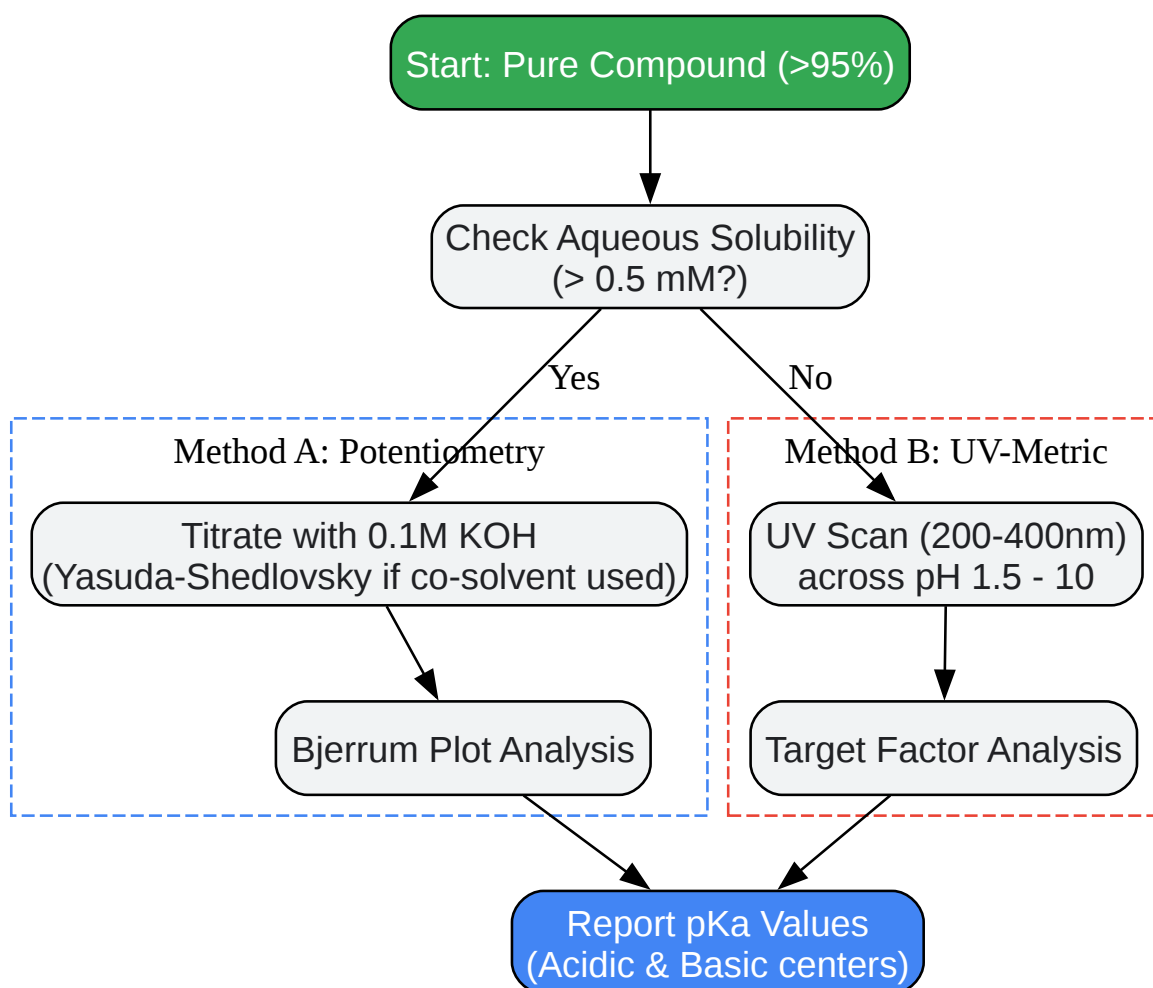 Start: Pure Compound (>95%)
Check Aqueous Solubility
(> 0.5 mM?)
Yes
No
Method A: Potentiometry
Method B: UV-Metric
Titrate with 0.1M KOH
(Yasuda-Shedlovsky if co-solvent used)
UV Scan (200-400nm)
across pH 1.5 - 10
Bjerrum Plot Analysis
Target Factor Analysis
Report pKa Values
(Acidic & Basic centers)